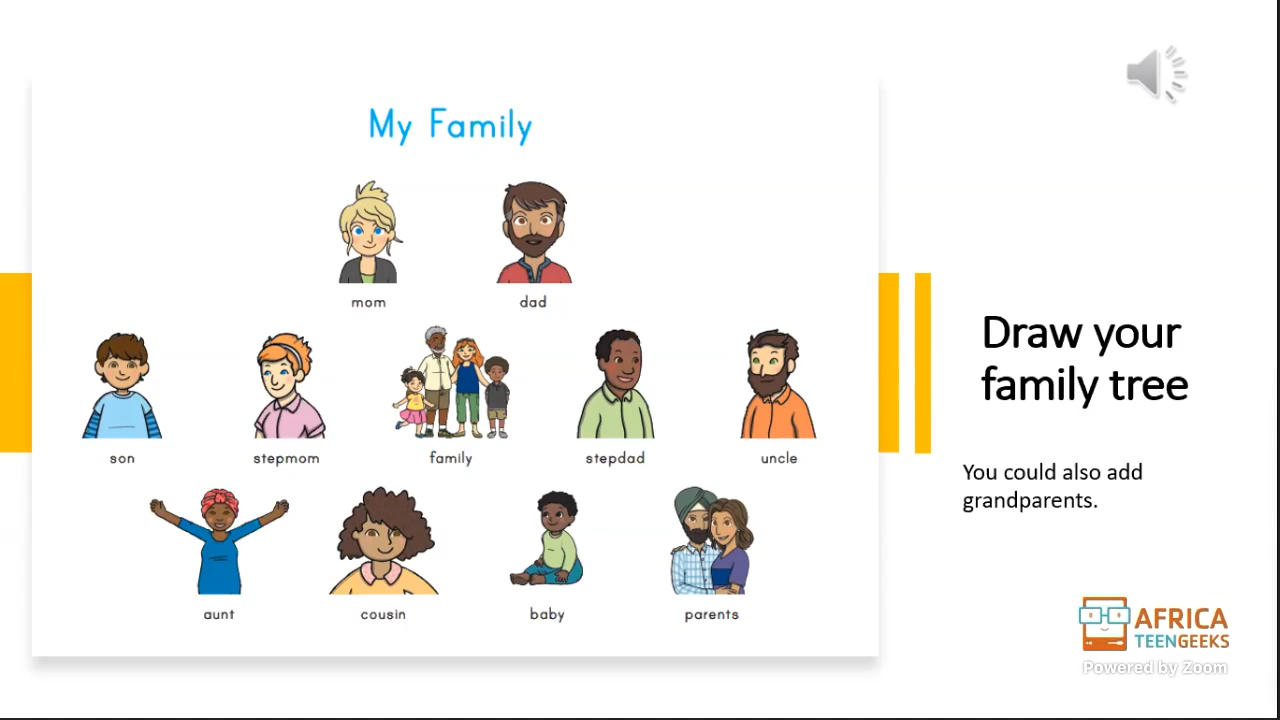 My Family
mom dad
son stepmom family stepdad uncle
aunt cousin baby parents
Draw your
family tree
You could also add
grandparents.
AFRICA
TEENGEEKS
Powered by Zoom